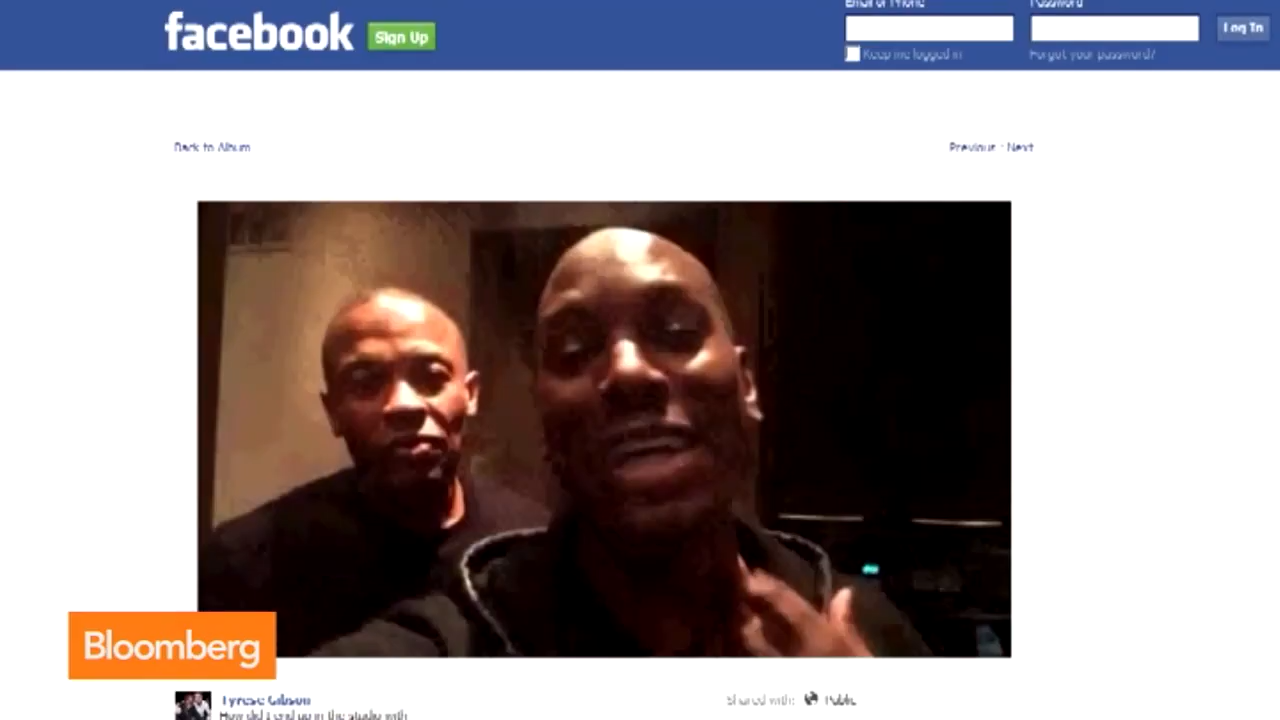 Email or Phone
Password
facebook
Sign Up
Log In
Keep me logged in
Forgot your password?
Back to Album
Previous · Next
Bloomberg
Tyrese Gibson
Shared with: Public
How did I end up in the studio with